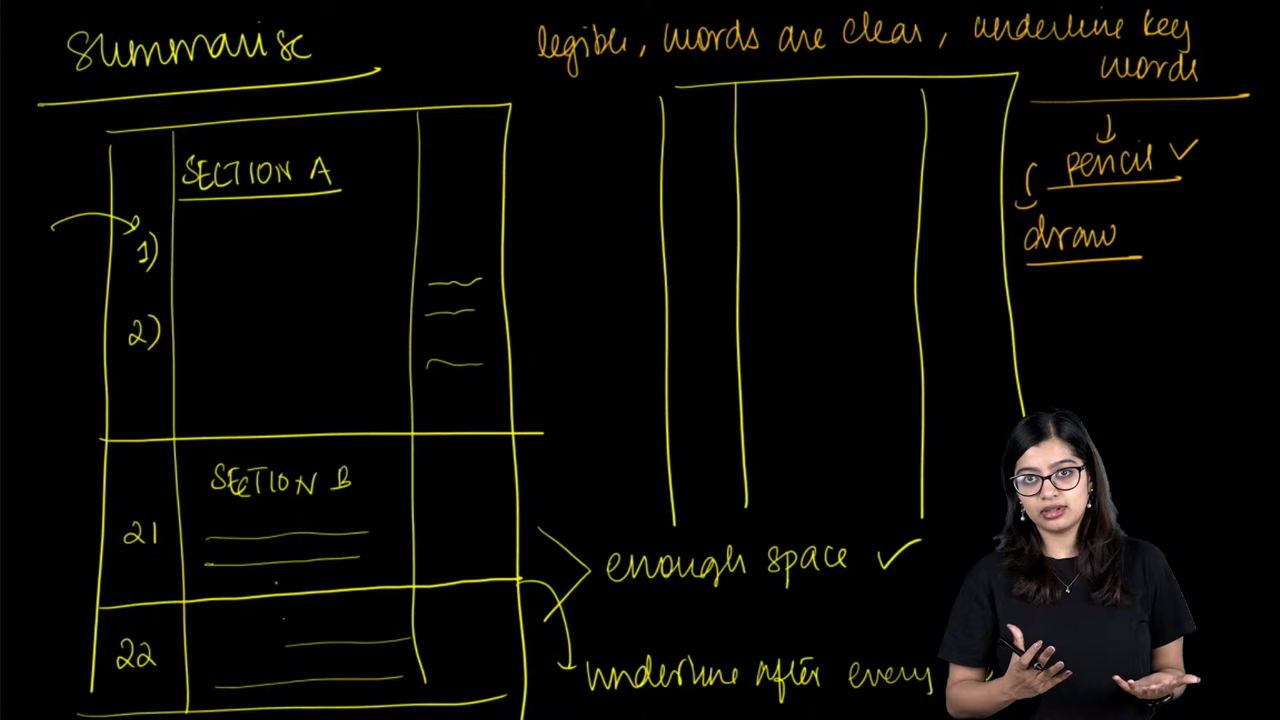 summarise
legible, words are clear, underline key
words
pencil ✓
draw
SECTION A
1)
2)
SECTION B
21
enough space ✓
22
underline after every